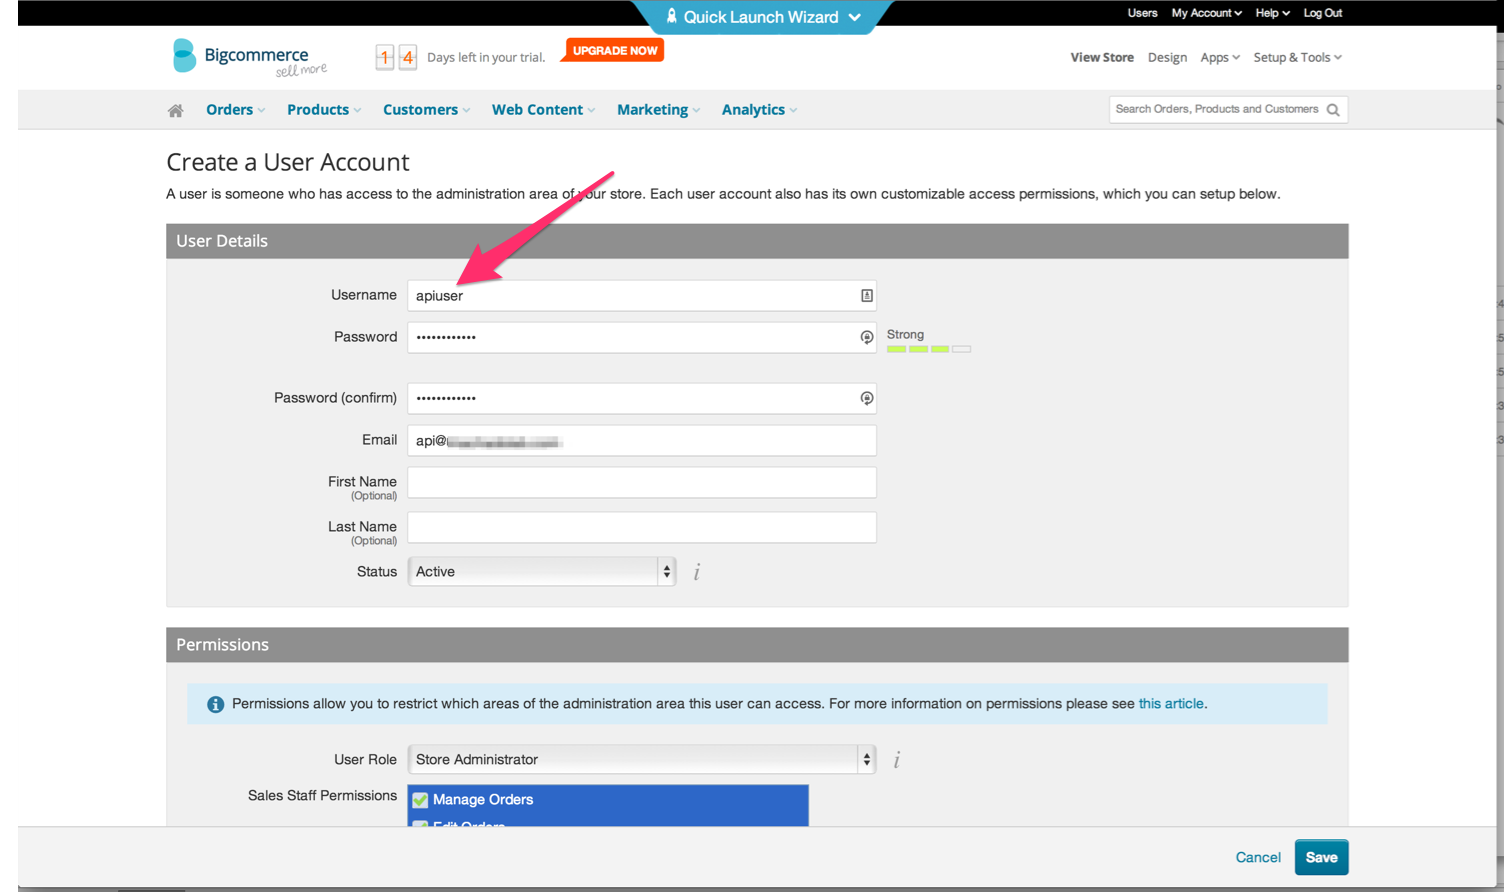 Quick Launch Wizard
Users My Account Help Log Out
Bigcommerce
sell more
14 Days left in your trial. UPGRADE NOW
View Store Design Apps Setup & Tools
Orders Products Customers Web Content Marketing Analytics
Search Orders, Products and Customers
Create a User Account
A user is someone who has access to the administration area of your store. Each user account also has its own customizable access permissions, which you can setup below.
User Details
Username apiuser
Password ••••••••••••
Strong
Password (confirm) ••••••••••••
Email api@
First Name
(Optional)
Last Name
(Optional)
Status Active
Permissions
Permissions allow you to restrict which areas of the administration area this user can access. For more information on permissions please see this article.
User Role Store Administrator
Sales Staff Permissions Manage Orders
Edit Orders
Cancel Save